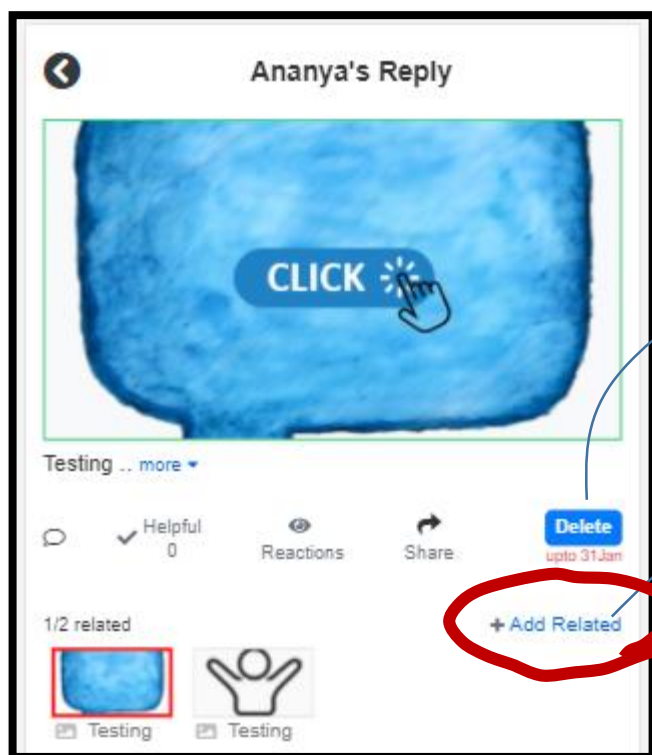 Ananya's Reply
CLICK
Testing .. more
Helpful
0
Reactions
Share
Delete
upto 31Jan
1/2 related
+ Add Related
Testing
Testing